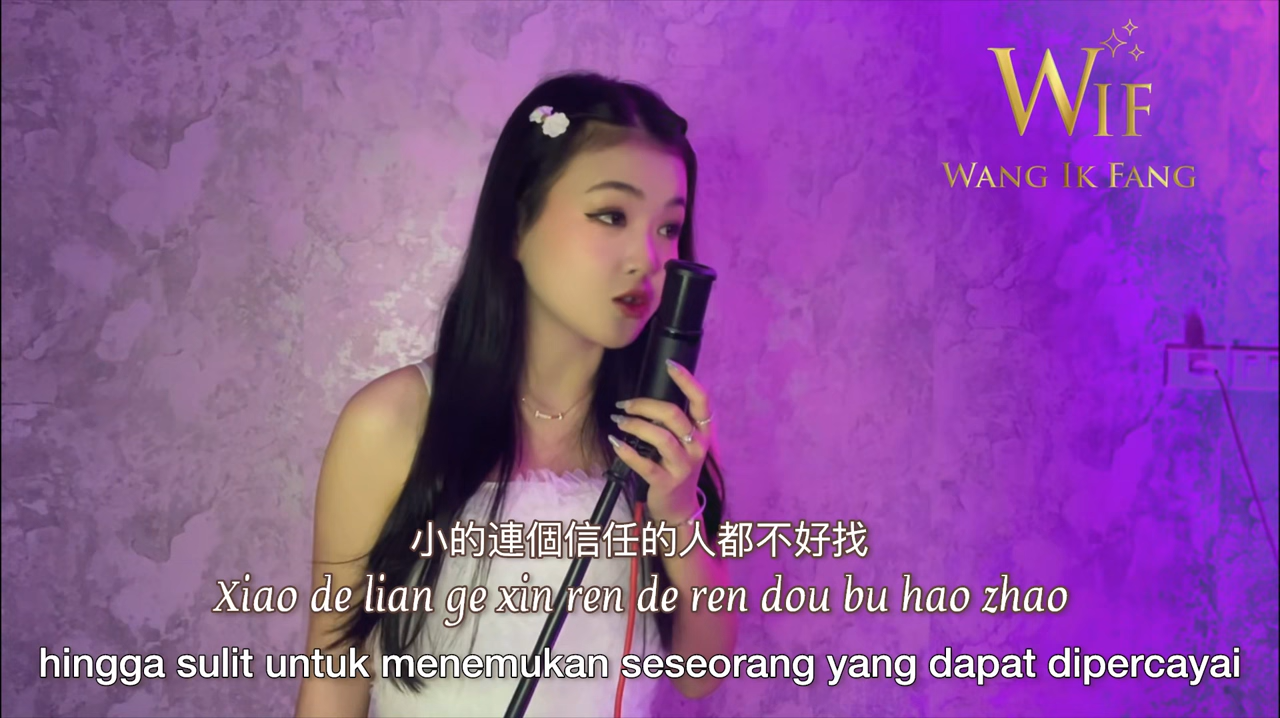 WIF
WANG IK FANG
小的連個信任的人都不好找
Xiao de lian ge xin ren de ren dou bu hao zhao
hingga sulit untuk menemukan seseorang yang dapat dipercayai